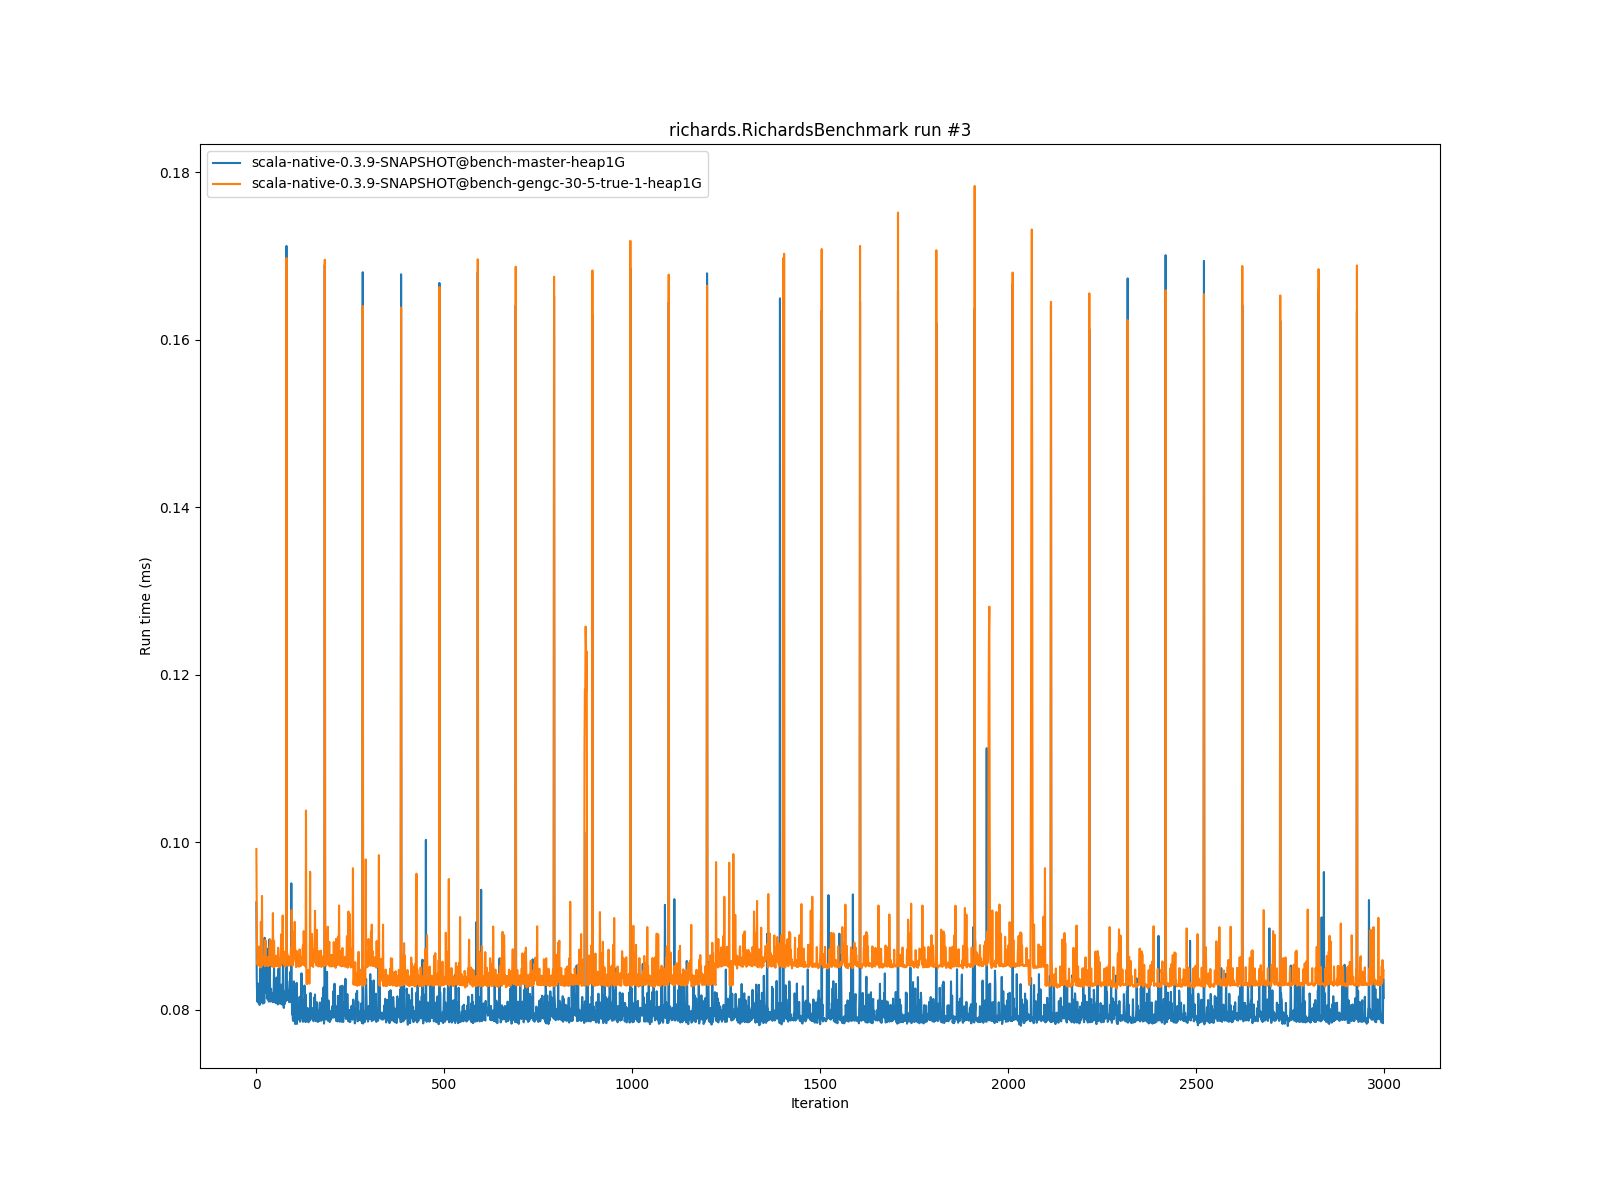 richards.RichardsBenchmark run #3
scala-native-0.3.9-SNAPSHOT@bench-master-heap1G
scala-native-0.3.9-SNAPSHOT@bench-gengc-30-5-true-1-heap1G
0.18
0.16
0.14
0.12
0.10
0.08
Run time (ms)
0 500 1000 1500 2000 2500 3000
Iteration